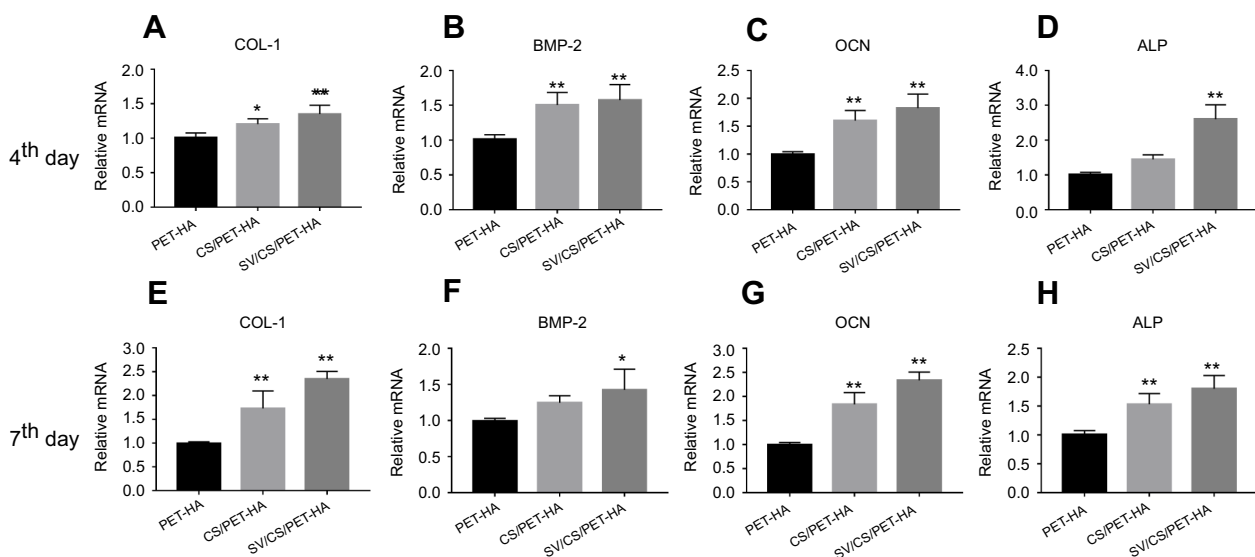 A
COL-1
Relative mRNA
2.0
1.5
1.0
0.5
0.0
*
**
PET-HA
CS/PET-HA
SV/CS/PET-HA
B
BMP-2
Relative mRNA
2.0
1.5
1.0
0.5
0.0
**
**
PET-HA
CS/PET-HA
SV/CS/PET-HA
C
OCN
Relative mRNA
2.5
2.0
1.5
1.0
0.5
0.0
**
**
PET-HA
CS/PET-HA
SV/CS/PET-HA
D
ALP
Relative mRNA
4.0
3.0
2.0
1.0
0.0
**
PET-HA
CS/PET-HA
SV/CS/PET-HA
4th day
E
COL-1
Relative mRNA
3.0
2.5
2.0
1.5
1.0
0.5
0.0
**
**
PET-HA
CS/PET-HA
SV/CS/PET-HA
F
BMP-2
Relative mRNA
2.0
1.5
1.0
0.5
0.0
*
PET-HA
CS/PET-HA
SV/CS/PET-HA
G
OCN
Relative mRNA
3.0
2.5
2.0
1.5
1.0
0.5
0.0
**
**
PET-HA
CS/PET-HA
SV/CS/PET-HA
H
ALP
Relative mRNA
2.5
2.0
1.5
1.0
0.5
0.0
**
**
PET-HA
CS/PET-HA
SV/CS/PET-HA
7th day